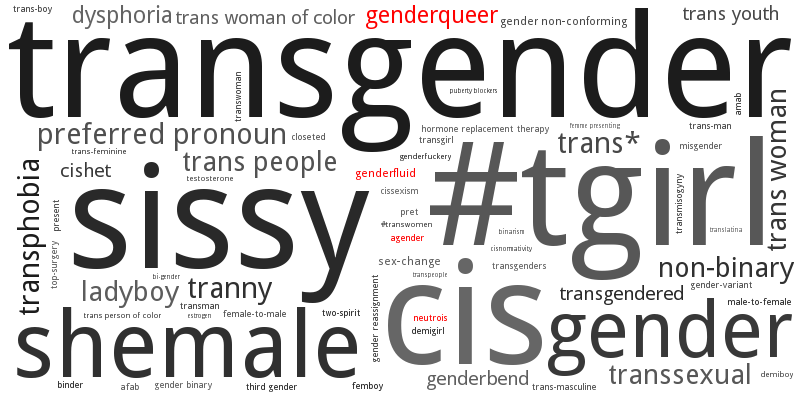 trans-boy
dysphoria
trans woman of color
genderqueer
gender non-conforming
trans youth
transgender
transwoman
puberty blockers
amab
trans woman
preferred pronoun
closeted
hormone replacement therapy
transgirl
femme presenting
trans*
trans-man
misgender
trans-feminine
cishet
trans people
genderfuckery
testosterone
genderfluid
cissexism
#tgirl
transphobia
sissy
present
top-surgery
pret
#transwomen
agender
binarism
cisnormativity
transmisogyny
translatina
sex-change
transgenders
transpeople
non-binary
bi-gender
ladyboy
tranny
transman
estrogen
female-to-male
two-spirit
trans person of color
gender reassignment
cis
neutrois
demigirl
transgendered
gender-variant
male-to-female
shemale
gender
binder
afab
gender binary
third gender
femboy
genderbend
trans-masculine
transsexual
demiboy